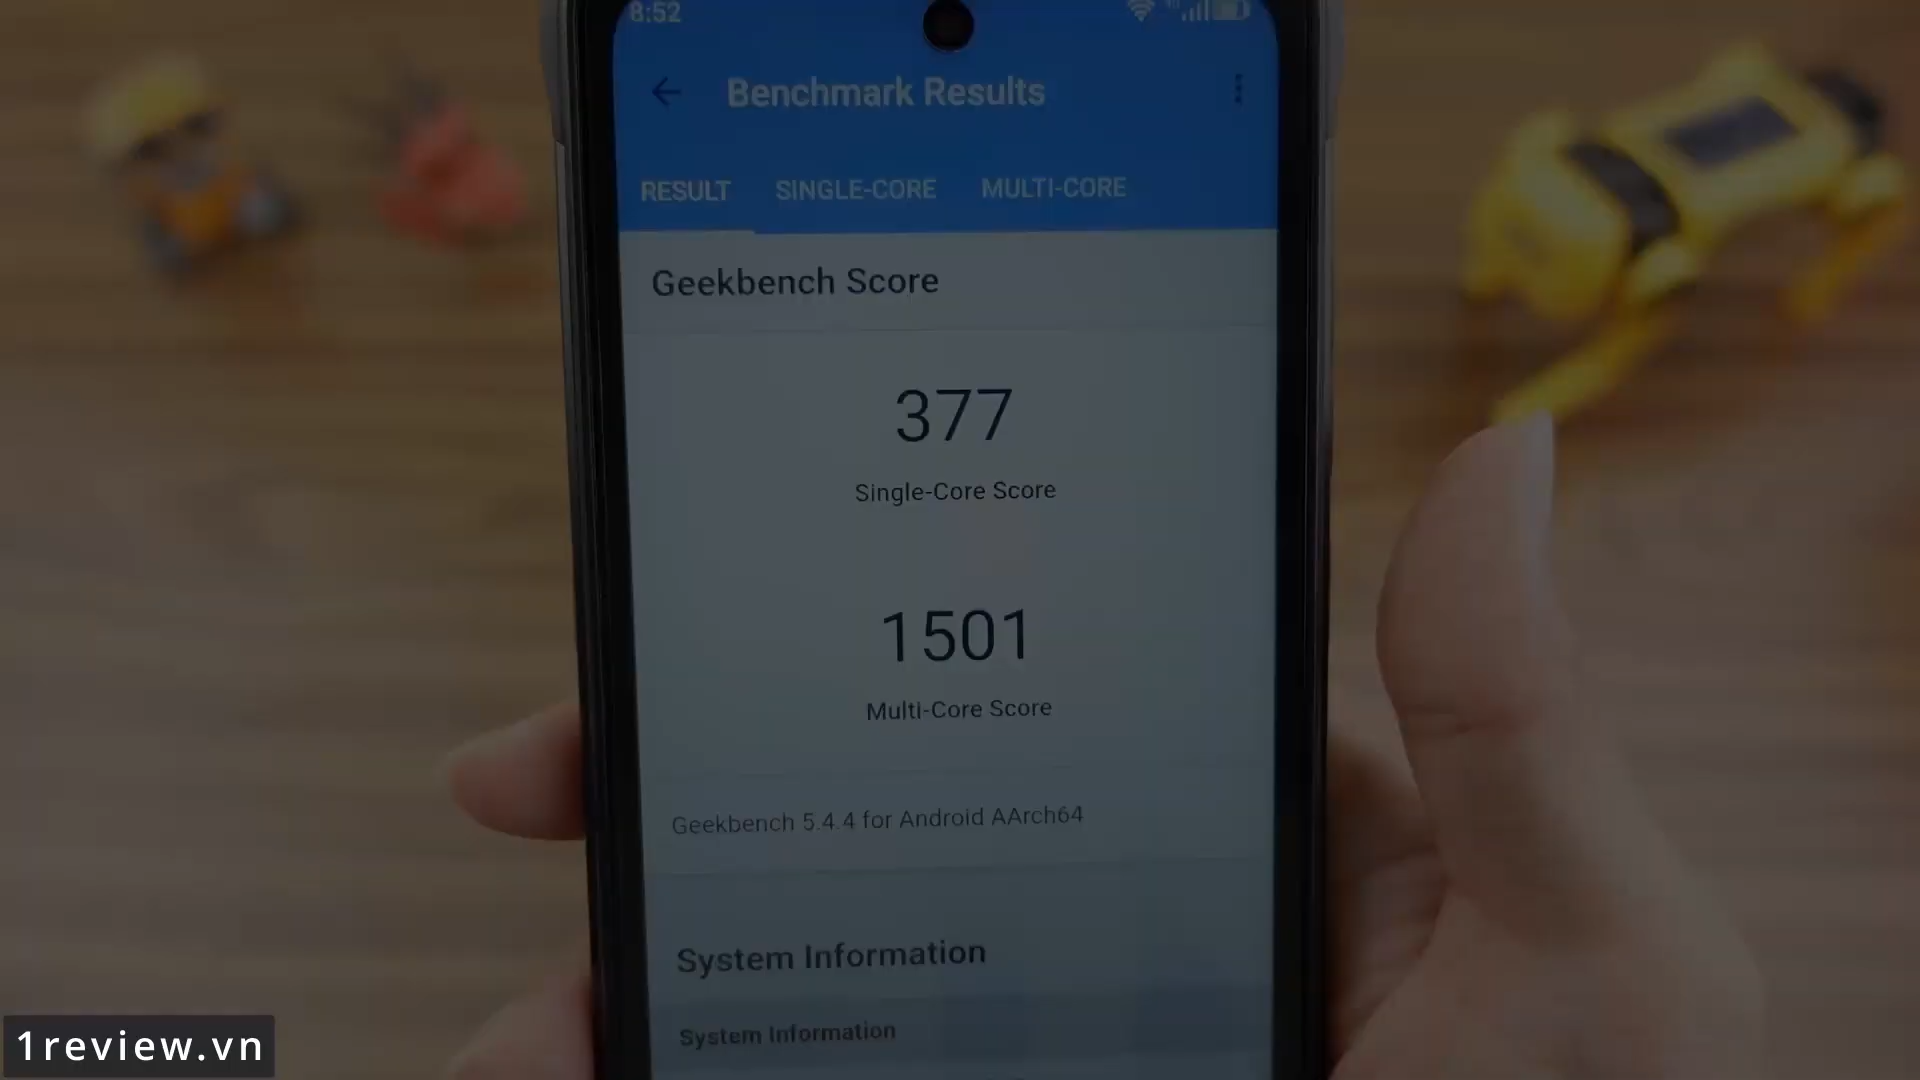 8:52
Benchmark Results
RESULT SINGLE-CORE MULTI-CORE
Geekbench Score
377
Single-Core Score
1501
Multi-Core Score
Geekbench 5.4.4 for Android AArch64
System Information
System Information
1review.vn